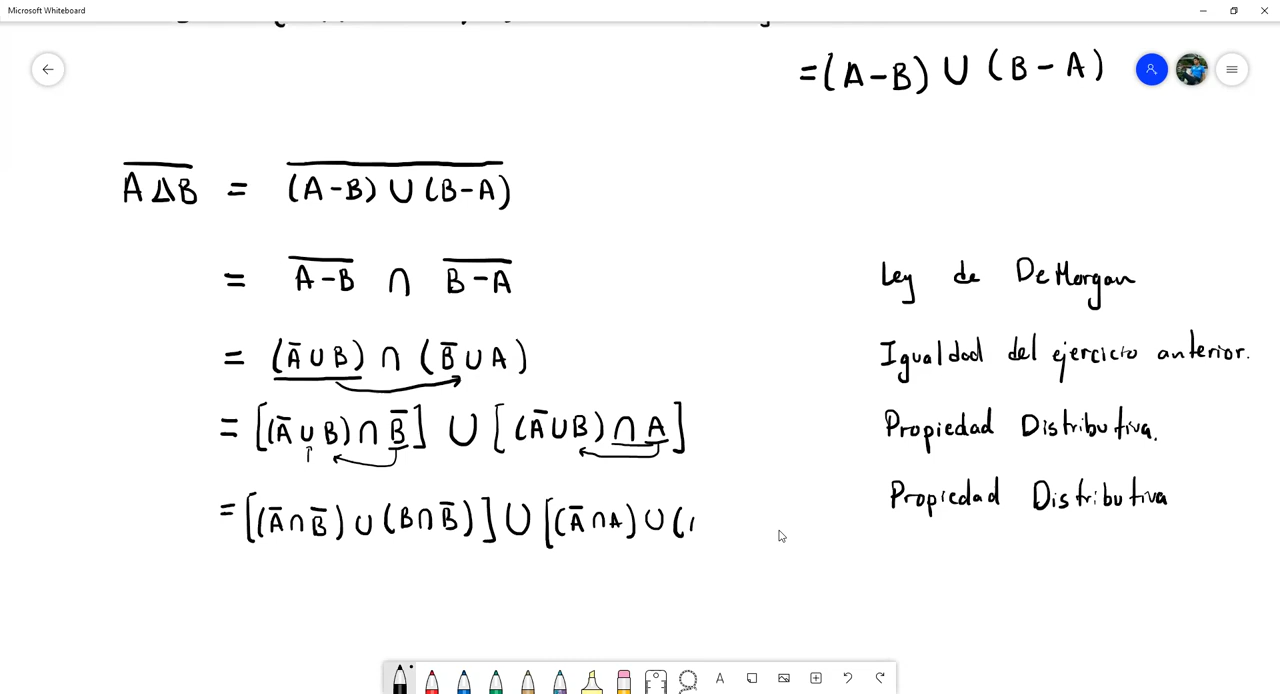 Microsoft Whiteboard
= (A − B) ∪ (B − A)
A̅ ̅Δ̅ ̅B̅ = (̅A̅ ̅−̅ ̅B̅)̅ ̅∪̅ ̅(̅B̅ ̅−̅ ̅A̅)̅
= A̅ ̅−̅ ̅B̅ ∩ B̅ ̅−̅ ̅A̅ Ley de DeMorgan
= (A̅ ∪ B) ∩ (B̅ ∪ A) Igualdad del ejercicio anterior.
= [(A̅ ∪ B) ∩ B̅] ∪ [(A̅ ∪ B) ∩ A] Propiedad Distributiva.
= [(A̅ ∩ B̅) ∪ (B ∩ B̅)] ∪ [(A̅ ∩ A) ∪ ( Propiedad Distributiva
A